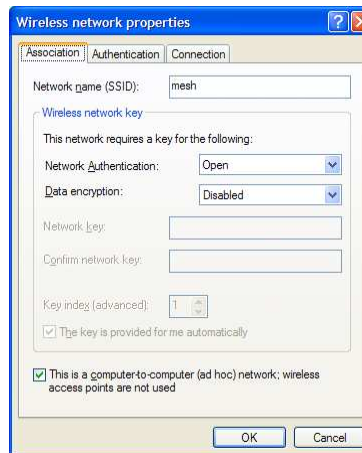 Wireless network properties
Association
Authentication
Connection
Network name (SSID):
mesh
Wireless network key
This network requires a key for the following:
Network Authentication:
Open
Data encryption:
Disabled
Network key:
Confirm network key:
Key index (advanced):
1
The key is provided for me automatically
This is a computer-to-computer (ad hoc) network; wireless
access points are not used
OK
Cancel